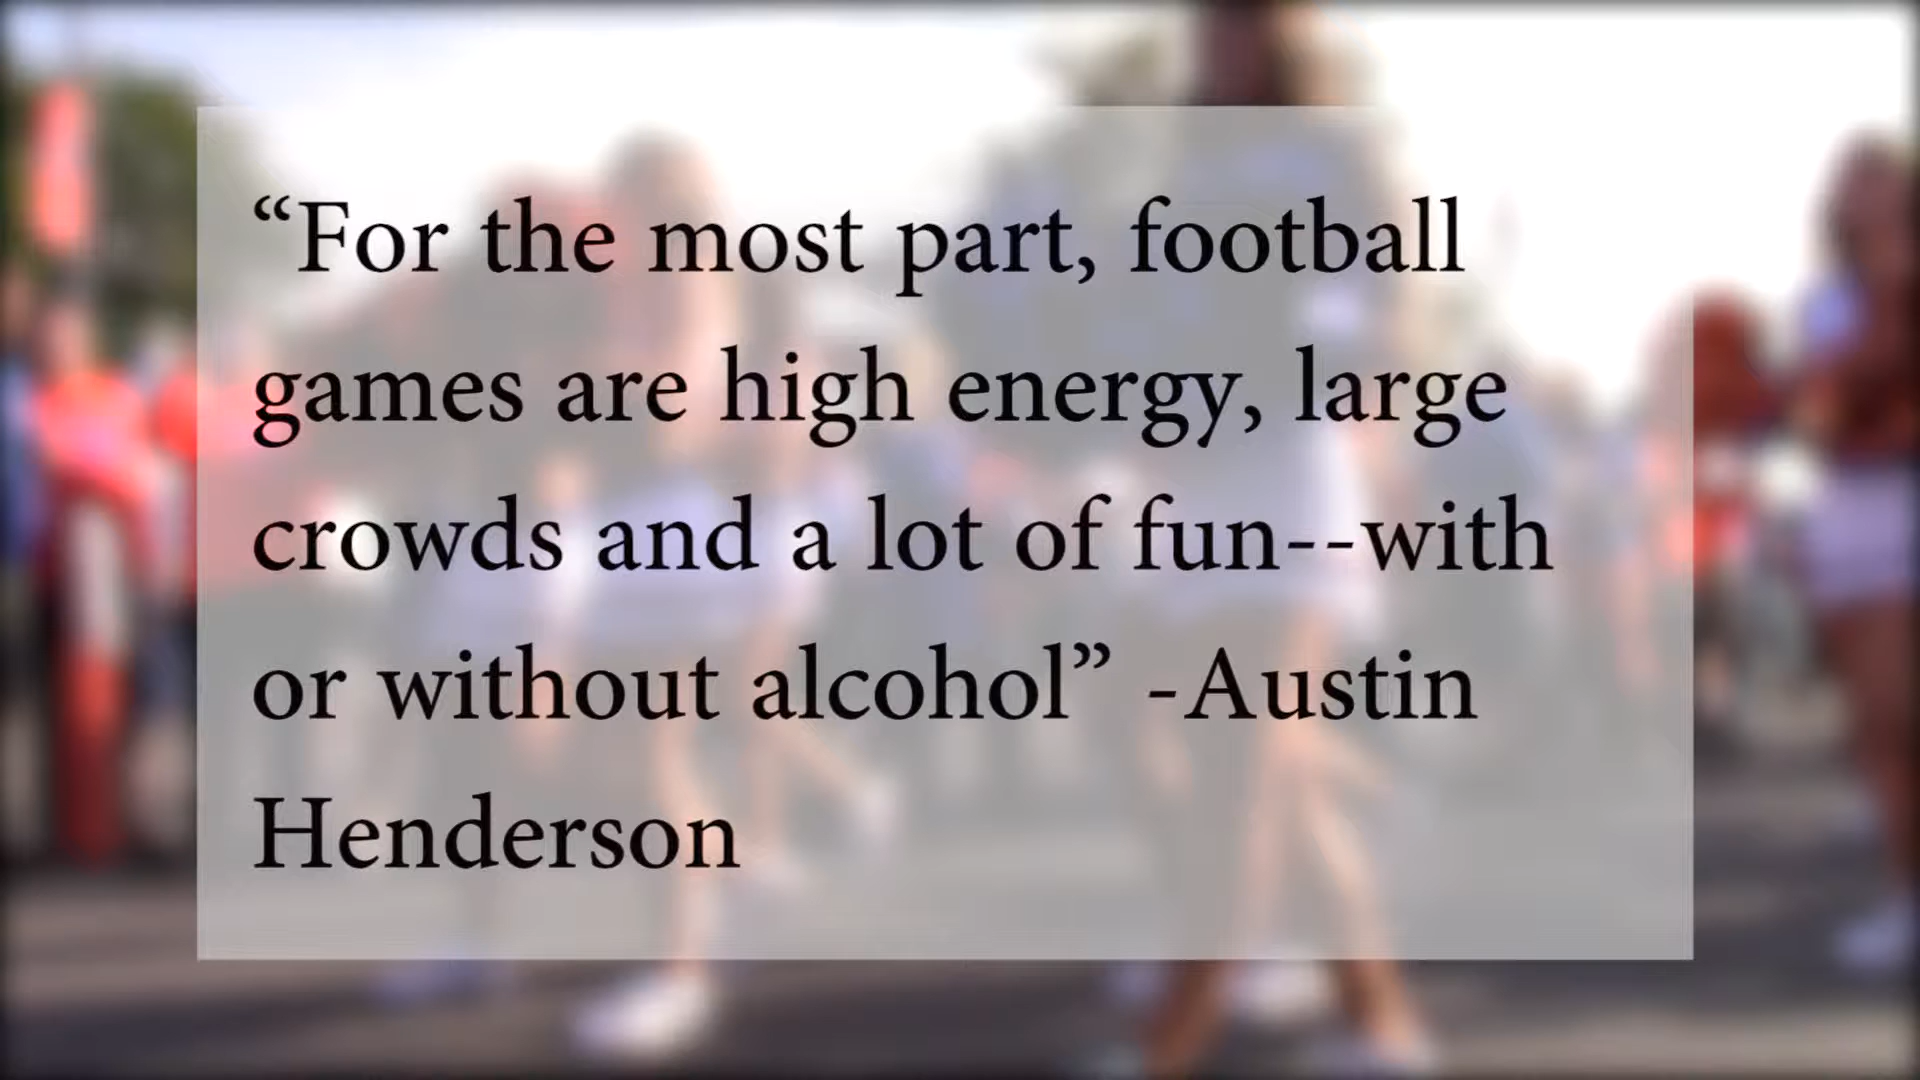 “For the most part, football
games are high energy, large
crowds and a lot of fun--with
or without alcohol” -Austin
Henderson